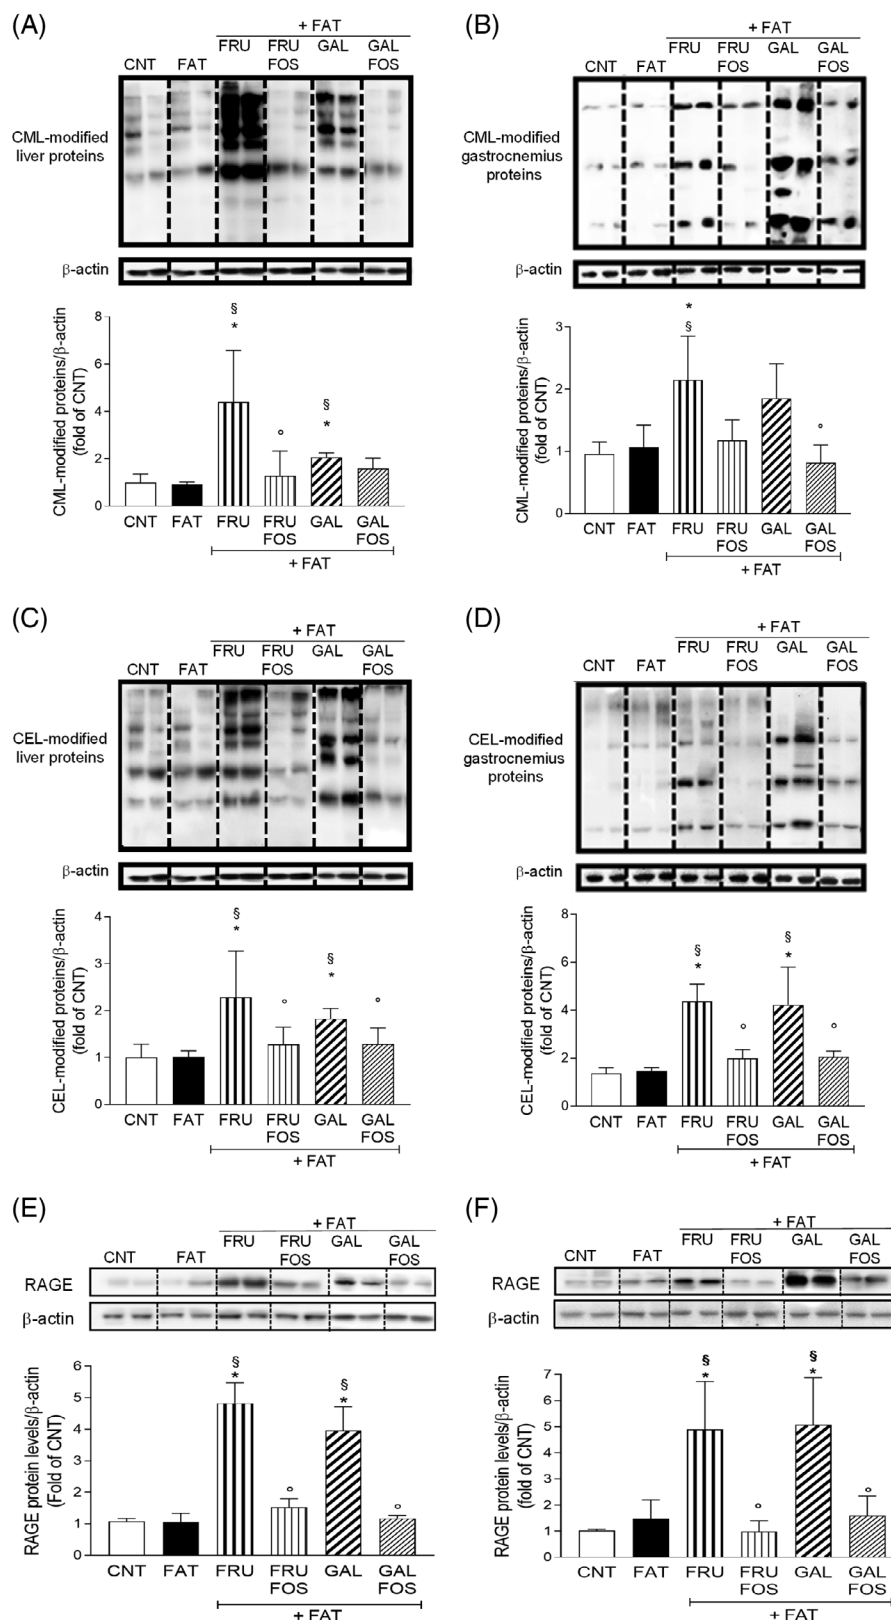 (A)
+ FAT
FRU FRU FOS GAL GAL FOS
CNT FAT
CML-modified
liver proteins
β-actin
CML-modified proteins/β-actin
(fold of CNT)
8
6
4
2
0
§
*
°
§
*
CNT FAT FRU FRU FOS GAL GAL FOS
+ FAT
(B)
+ FAT
FRU FRU FOS GAL GAL FOS
CNT FAT
CML-modified
gastrocnemius
proteins
β-actin
CML-modified proteins/β-actin
(fold of CNT)
3
2
1
0
*
§
°
CNT FAT FRU FRU FOS GAL GAL FOS
+ FAT
(C)
+ FAT
FRU FRU FOS GAL GAL FOS
CNT FAT
CEL-modified
liver proteins
β-actin
CEL-modified proteins/β-actin
(fold of CNT)
4
3
2
1
0
§
*
°
§
*
°
CNT FAT FRU FRU FOS GAL GAL FOS
+ FAT
(D)
+ FAT
FRU FRU FOS GAL GAL FOS
CNT FAT
CEL-modified
gastrocnemius
proteins
β-actin
CEL-modified proteins/β-actin
(fold of CNT)
8
6
4
2
0
§
*
°
§
*
°
CNT FAT FRU FRU FOS GAL GAL FOS
+ FAT
(E)
+ FAT
FRU FRU FOS GAL GAL FOS
CNT FAT
RAGE
β-actin
RAGE protein levels/β-actin
(Fold of CNT)
6
5
4
3
2
1
0
§
*
°
§
*
°
CNT FAT FRU FRU FOS GAL GAL FOS
+ FAT
(F)
+ FAT
FRU FRU FOS GAL GAL FOS
CNT FAT
RAGE
β-actin
RAGE protein levels/β-actin
(fold of CNT)
7
6
5
4
3
2
1
0
§
*
°
§
*
°
CNT FAT FRU FRU FOS GAL GAL FOS
+ FAT